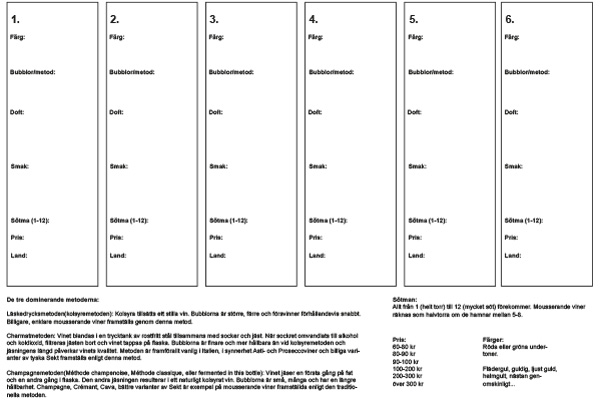 1. 2. 3. 4. 5. 6.
Färg: Färg: Färg: Färg: Färg: Färg:
Bubblor/metod: Bubblor/metod: Bubblor/metod: Bubblor/metod: Bubblor/metod: Bubblor/metod:
Doft: Doft: Doft: Doft: Doft: Doft:
Smak: Smak: Smak: Smak: Smak: Smak:
Sötma (1-12): Sötma (1-12): Sötma (1-12): Sötma (1-12): Sötma (1-12): Sötma (1-12):
Pris: Pris: Pris: Pris: Pris: Pris:
Land: Land: Land: Land: Land: Land:
De tre dominerande metoderna:
Läskedrycksmetoden(kolsyremetoden): Kolsyra tillsätts ett stilla vin. Bubblorna är större, färre och försvinner förhållandevis snabbt.
Billigare, enklare mousserande viner framställs genom denna metod.
Charmatmetoden: Vinet blandas i en trycktank av rostfritt stål tillsammans med socker och jäst. När sockret omvandlats till alkohol
och koldioxid, filtreras jästen bort och vinet tappas på flaska. Bubblorna är finare och mer hållbara än vid kolsyremetoden och
jäsningens längd påverkar vinets kvalitet. Metoden är framförallt vanlig i Italien, i synnerhet Asti- och Proseccoviner och billiga vari-
anter av tyska Sekt framställs enligt denna metod.
Champagnemetoden(Méthode champenoise, Méthode classique, eller fermented in this bottle): Vinet jäser en första gång på fat
och en andra gång i flaska. Den andra jäsningen resulterar i ett naturligt kolsyrat vin. Bubblorna är små, många och har en längre
hållbarhet. Champagne, Crémant, Cava, bättre varianter av Sekt är exempel på mousserande viner framställda enligt den traditio-
nella metoden.
Sötman:
Allt från 1 (helt torr) till 12 (mycket söt) förekommer. Mousserande viner
räknas som halvtorra om de hamnar mellan 5-8.
Pris:
60-80 kr
80-90 kr
90-100 kr
100-200 kr
200-300 kr
över 300 kr
Färger:
Röda eller gröna under-
toner.
Flädergul, guldig, ljust guld,
halmgult, nästan gen-
omskinligt...